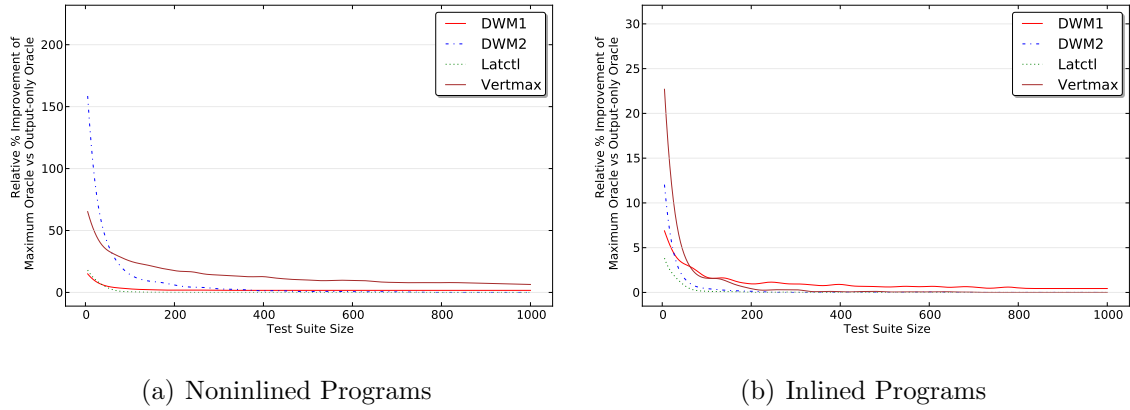 Relative % Improvement of
Maximum Oracle vs Output-only Oracle
200
150
100
50
0
0 200 400 600 800 1000
Test Suite Size
DWM1
DWM2
Latctl
Vertmax
(a) Noninlined Programs
Relative % Improvement of
Maximum Oracle vs Output-only Oracle
30
25
20
15
10
5
0
0 200 400 600 800 1000
Test Suite Size
DWM1
DWM2
Latctl
Vertmax
(b) Inlined Programs